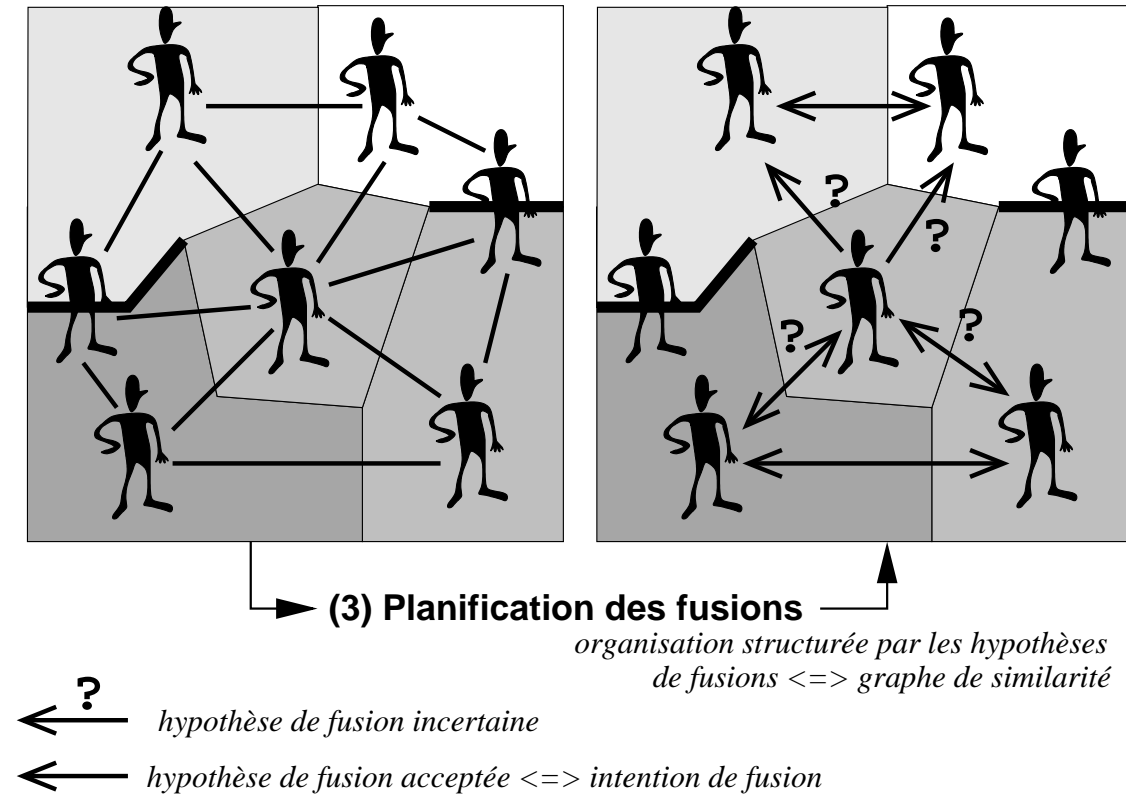 ?
?
?
?
(3) Planification des fusions
organisation structurée par les hypothèses
de fusions <=> graphe de similarité
?
hypothèse de fusion incertaine
hypothèse de fusion acceptée <=> intention de fusion